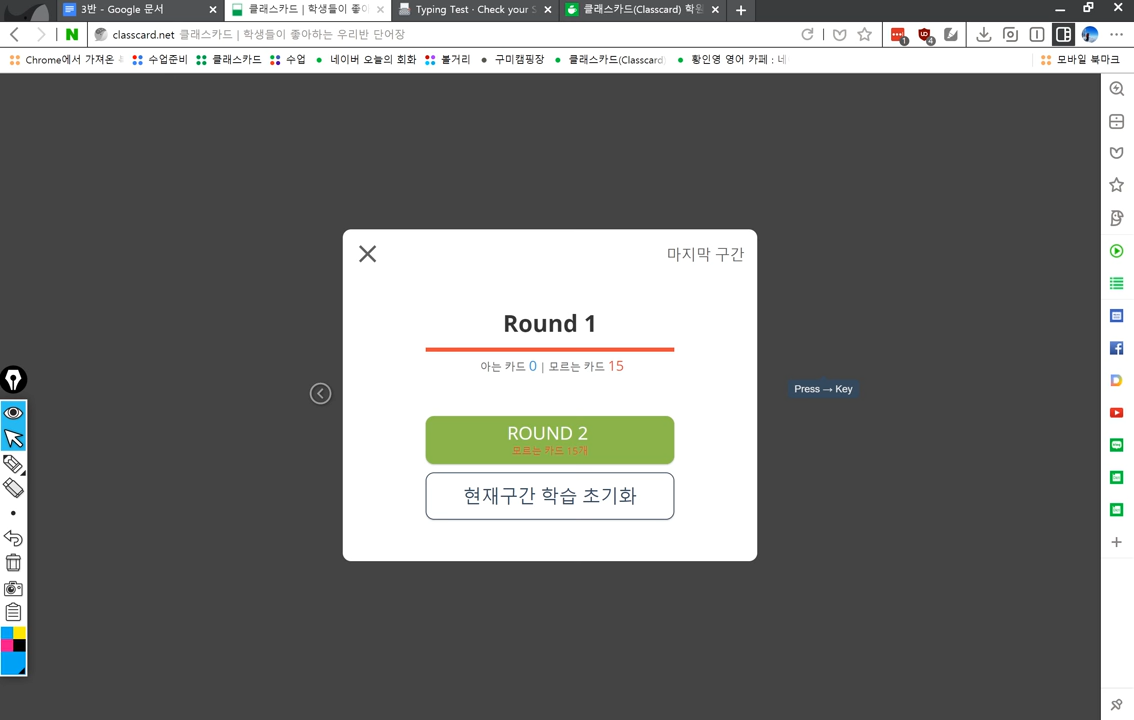 3반 - Google 문서
클래스카드 | 학생들이 좋아
Typing Test · Check your S
클래스카드(Classcard) 학원
N
classcard.net 클래스카드 | 학생들이 좋아하는 우리반 단어장
1
4
Chrome에서 가져온
수업준비
클래스카드
수업
네이버 오늘의 회화
볼거리
구미캠핑장
클래스카드(Classcard)
황인영 영어 카페 : 네
모바일 북마크
마지막 구간
Round 1
아는 카드 0 | 모르는 카드 15
Press → Key
ROUND 2
모르는 카드 15개
현재구간 학습 초기화